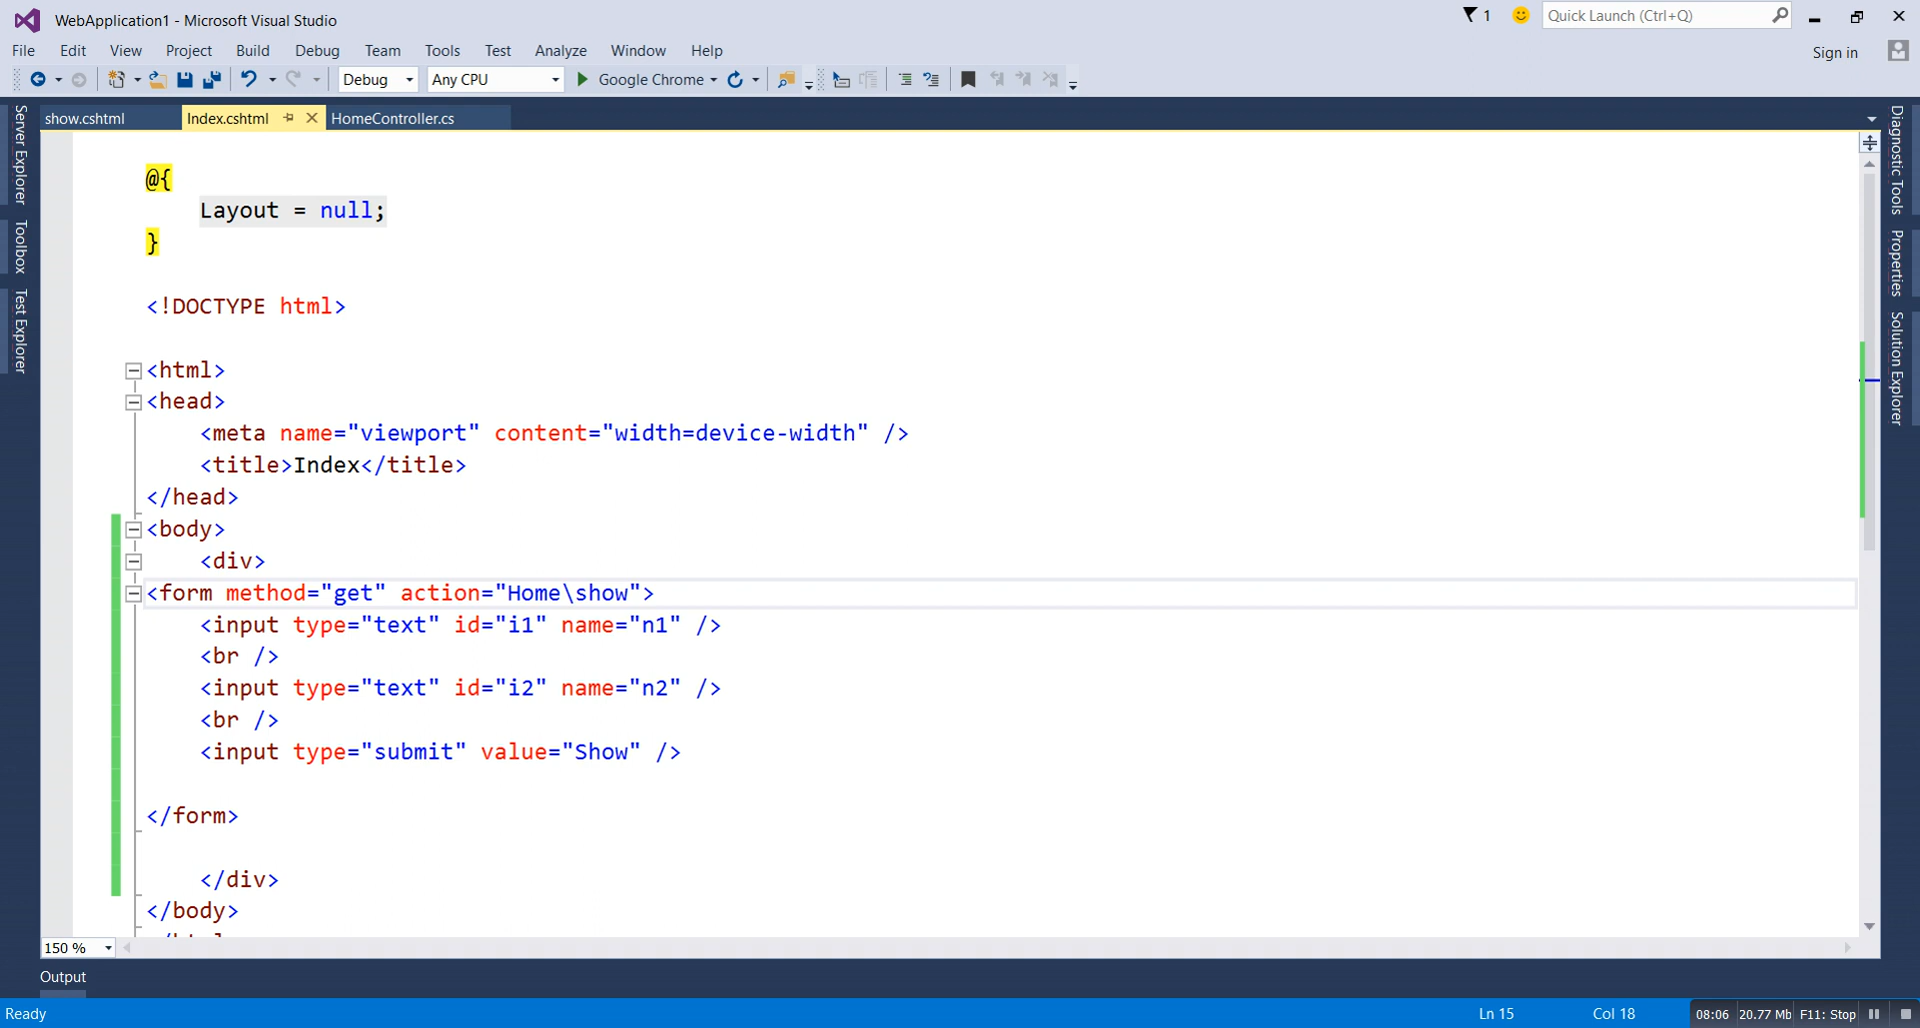 WebApplication1 - Microsoft Visual Studio
1
Quick Launch (Ctrl+Q)
File Edit View Project Build Debug Team Tools Test Analyze Window Help
Sign in
Debug Any CPU Google Chrome
show.cshtml Index.cshtml HomeController.cs
Server Explorer
Toolbox
Test Explorer
@{
Layout = null;
}
<!DOCTYPE html>
<html>
<head>
<meta name="viewport" content="width=device-width" />
<title>Index</title>
</head>
<body>
<div>
<form method="get" action="Home\show">
<input type="text" id="i1" name="n1" />
<br />
<input type="text" id="i2" name="n2" />
<br />
<input type="submit" value="Show" />
</form>
</div>
</body>
Diagnostic Tools
Properties
Solution Explorer
150 %
Output
Ready Ln 15 Col 18 08:06 20.77 Mb F11: Stop